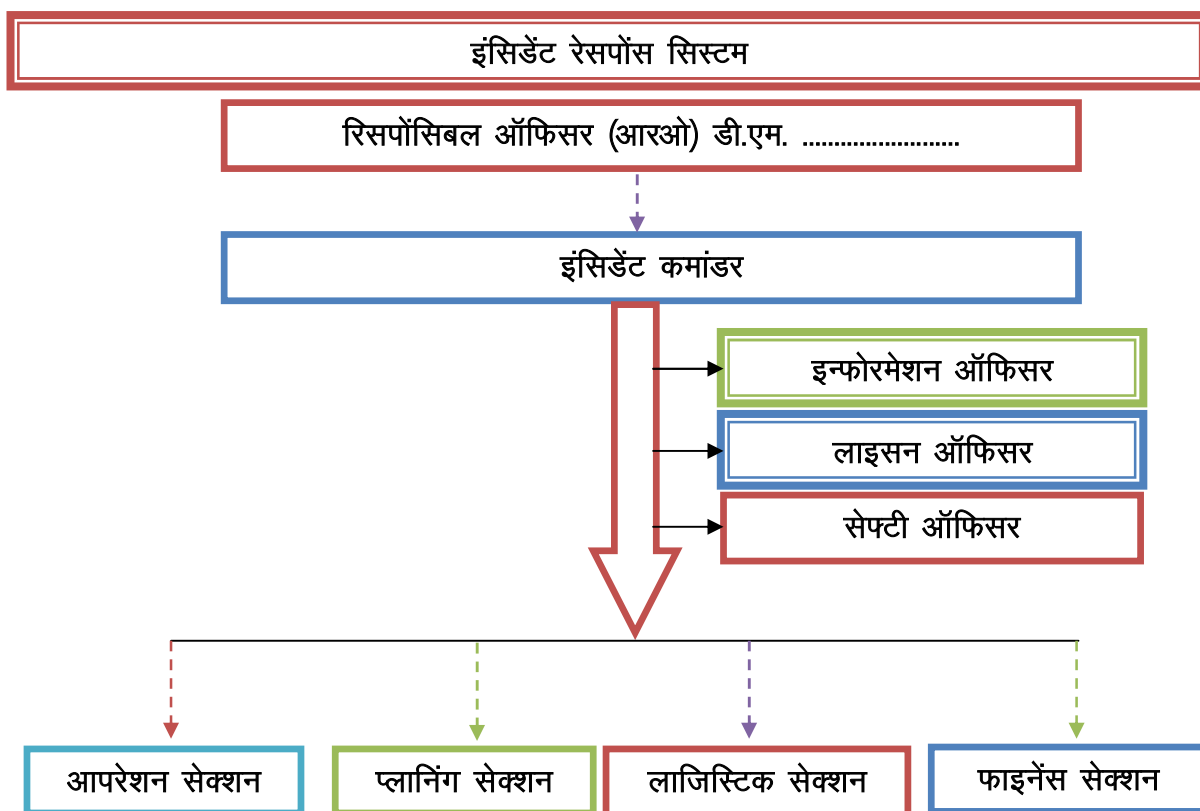 इंसिडेंट रेसपोंस सिस्टम
रिसपोंसिबल ऑफिसर (आरओ) डी.एम. .........................
इंसिडेंट कमांडर
इन्फोरमेशन ऑफिसर
लाइसन ऑफिसर
सेफ्टी ऑफिसर
आपरेशन सेक्शन
प्लानिंग सेक्शन
लाजिस्टिक सेक्शन
फाइनेंस सेक्शन